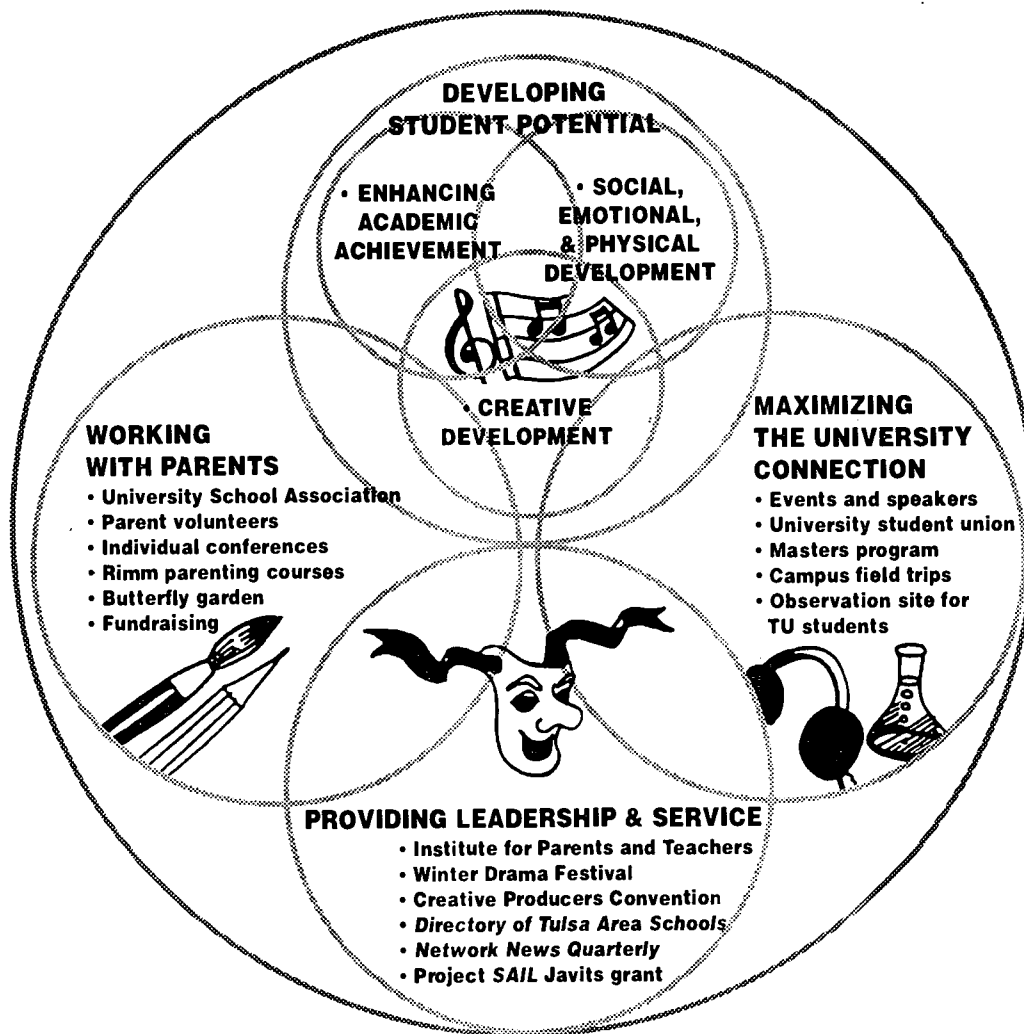 DEVELOPING
STUDENT POTENTIAL
• ENHANCING
ACADEMIC
ACHIEVEMENT
• SOCIAL,
EMOTIONAL,
& PHYSICAL
DEVELOPMENT
• CREATIVE
DEVELOPMENT
WORKING
WITH PARENTS
• University School Association
• Parent volunteers
• Individual conferences
• Rimm parenting courses
• Butterfly garden
• Fundraising
MAXIMIZING
THE UNIVERSITY
CONNECTION
• Events and speakers
• University student union
• Masters program
• Campus field trips
• Observation site for
TU students
PROVIDING LEADERSHIP & SERVICE
• Institute for Parents and Teachers
• Winter Drama Festival
• Creative Producers Convention
• Directory of Tulsa Area Schools
• Network News Quarterly
• Project SAIL Javits grant